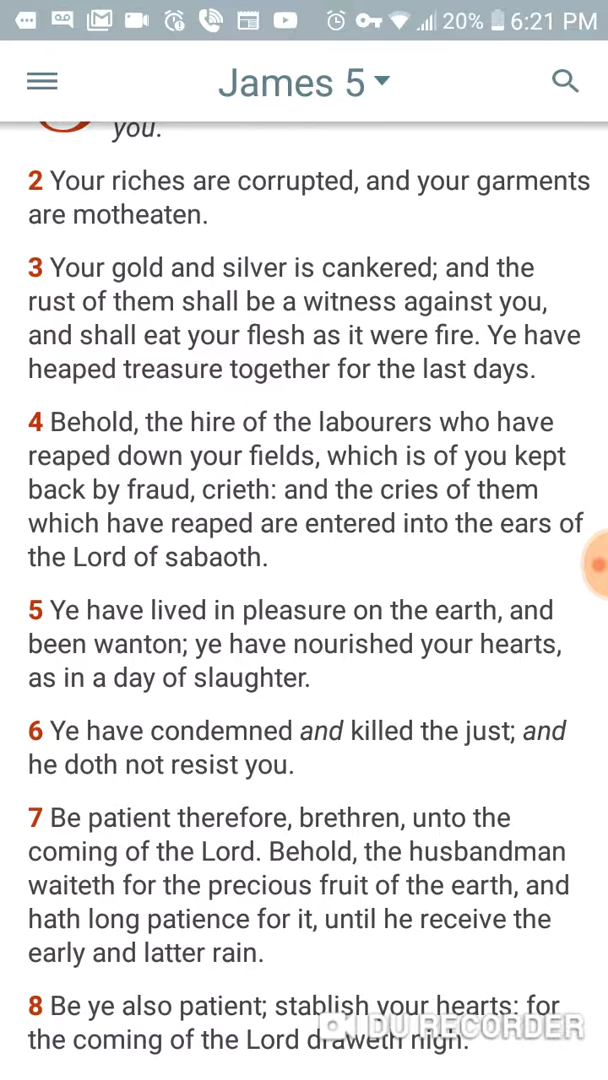 20% 6:21 PM
James 5
you.
2 Your riches are corrupted, and your garments
are motheaten.
3 Your gold and silver is cankered; and the
rust of them shall be a witness against you,
and shall eat your flesh as it were fire. Ye have
heaped treasure together for the last days.
4 Behold, the hire of the labourers who have
reaped down your fields, which is of you kept
back by fraud, crieth: and the cries of them
which have reaped are entered into the ears of
the Lord of sabaoth.
5 Ye have lived in pleasure on the earth, and
been wanton; ye have nourished your hearts,
as in a day of slaughter.
6 Ye have condemned and killed the just; and
he doth not resist you.
7 Be patient therefore, brethren, unto the
coming of the Lord. Behold, the husbandman
waiteth for the precious fruit of the earth, and
hath long patience for it, until he receive the
early and latter rain.
8 Be ye also patient; stablish your hearts: for
the coming of the Lord draweth nigh.
DU RECORDER